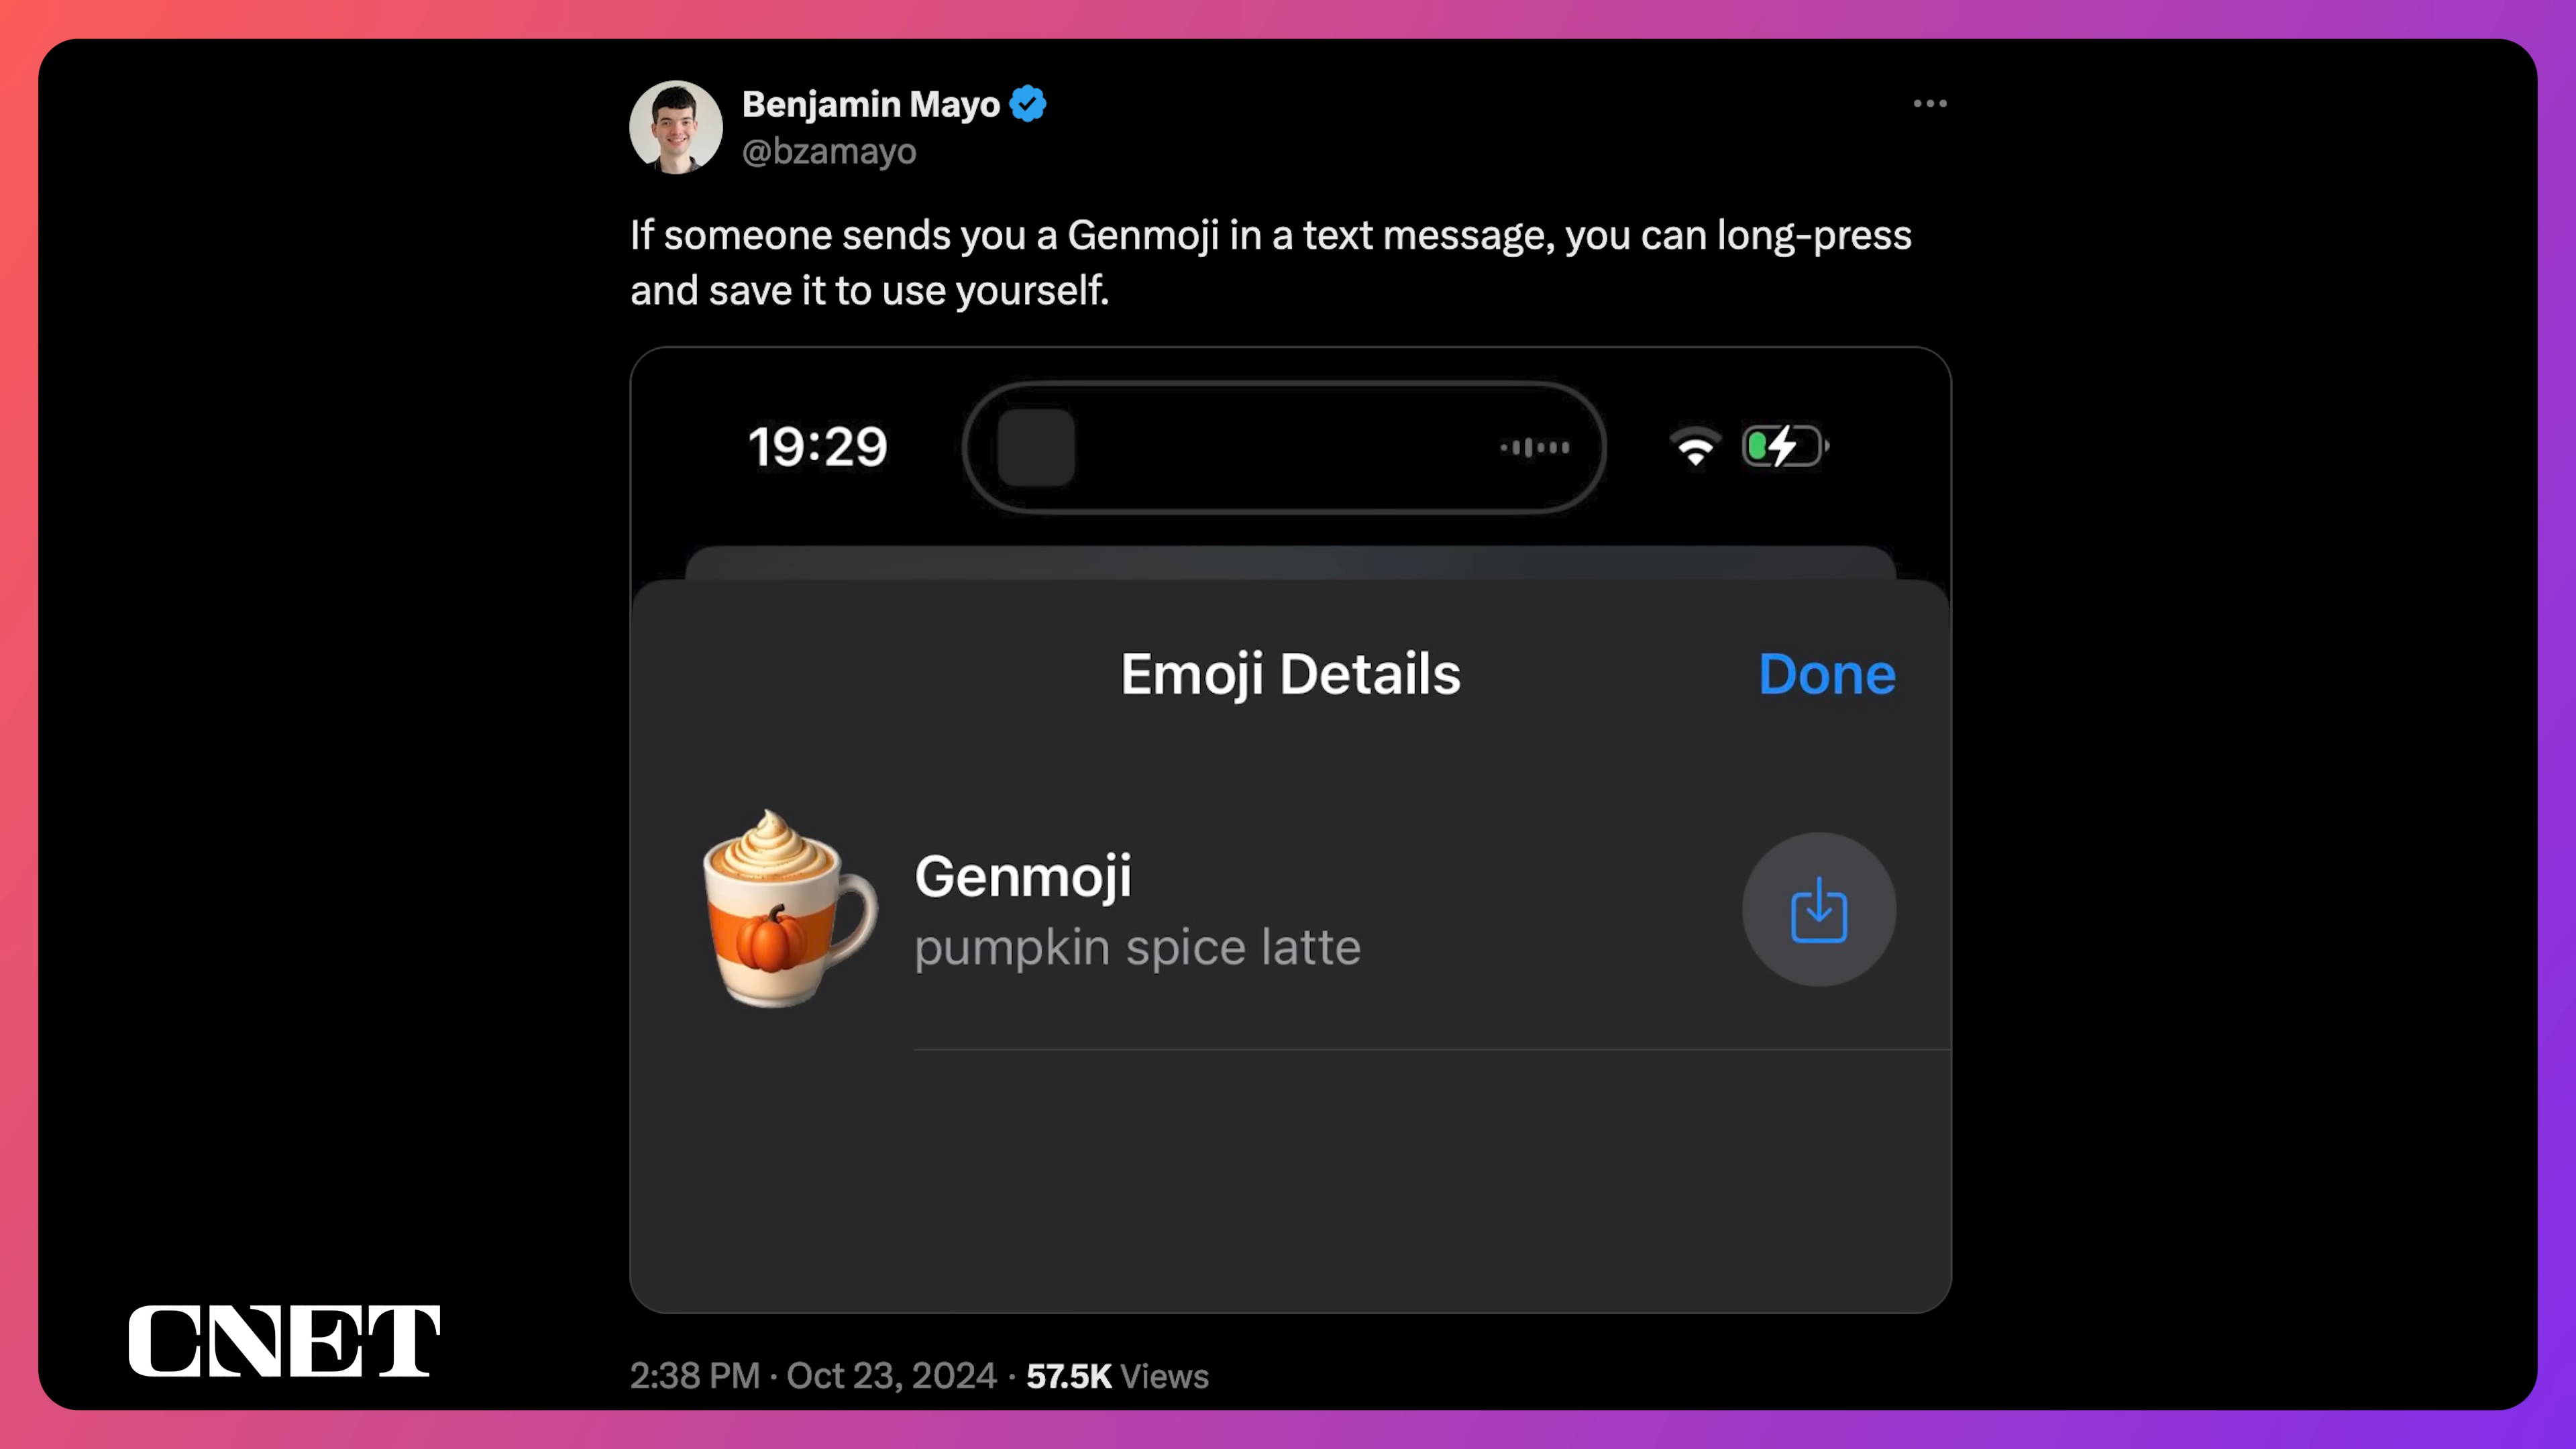 Benjamin Mayo
@bzamayo
If someone sends you a Genmoji in a text message, you can long-press
and save it to use yourself.
19:29
Emoji Details
Done
Genmoji
pumpkin spice latte
CNET
2:38 PM · Oct 23, 2024 · 57.5K Views